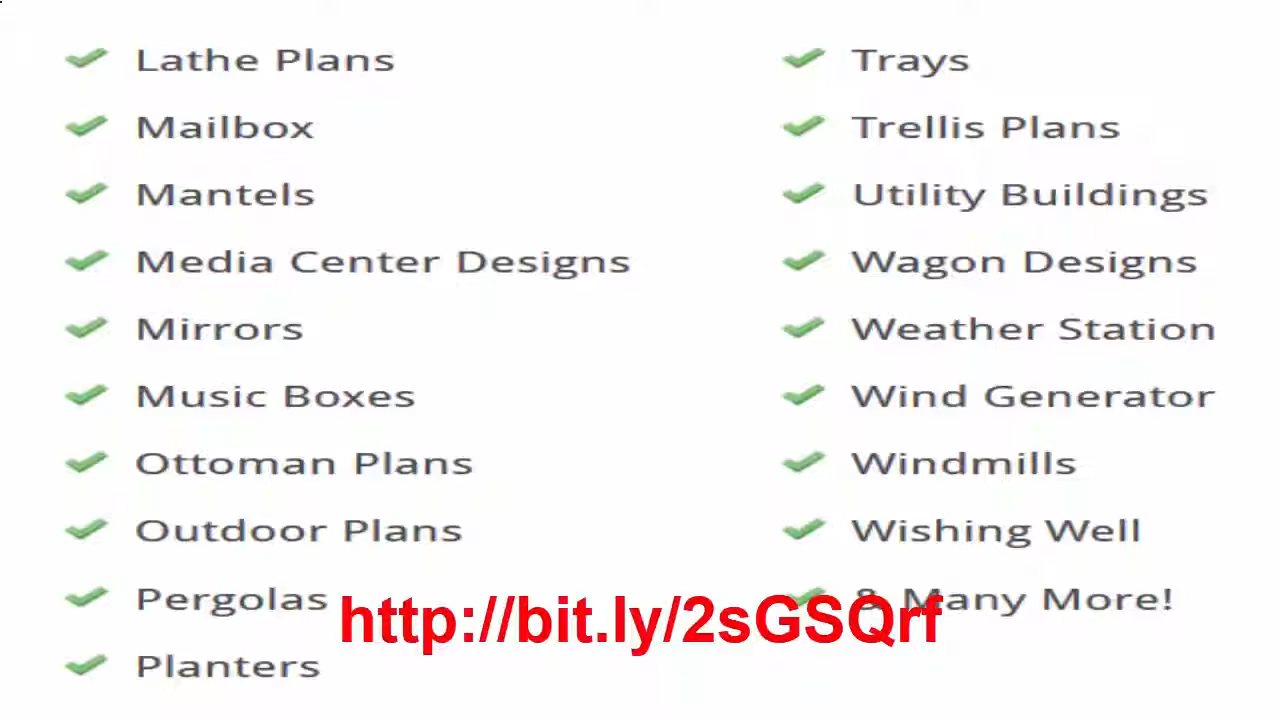 Lathe Plans
Mailbox
Mantels
Media Center Designs
Mirrors
Music Boxes
Ottoman Plans
Outdoor Plans
Pergolas
Planters
Trays
Trellis Plans
Utility Buildings
Wagon Designs
Weather Station
Wind Generator
Windmills
Wishing Well
& Many More!
http://bit.ly/2sGSQrf